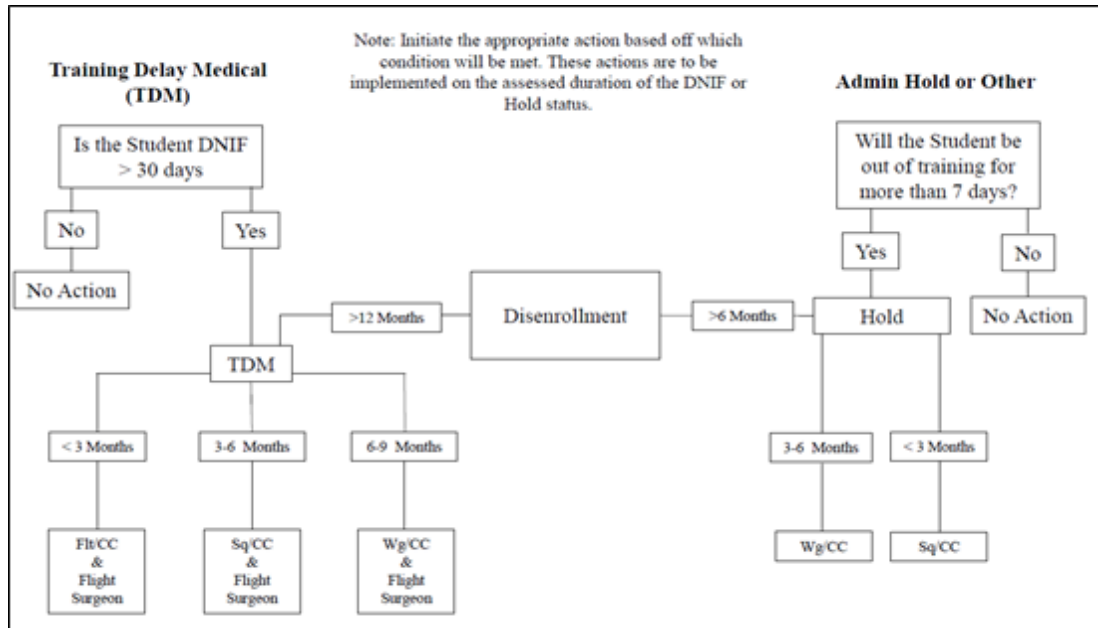 Note: Initiate the appropriate action based off which
condition will be met. These actions are to be
implemented on the assessed duration of the DNIF or
Hold status.
Training Delay Medical
(TDM)
Admin Hold or Other
Is the Student DNIF
> 30 days
Will the Student be
out of training for
more than 7 days?
No
Yes
Yes
No
No Action
>12 Months
Disenrollment
>6 Months
Hold
No Action
TDM
< 3 Months
3-6 Months
6-9 Months
3-6 Months
< 3 Months
Flt/CC
&
Flight
Surgeon
Sq/CC
&
Flight
Surgeon
Wg/CC
&
Flight
Surgeon
Wg/CC
Sq/CC